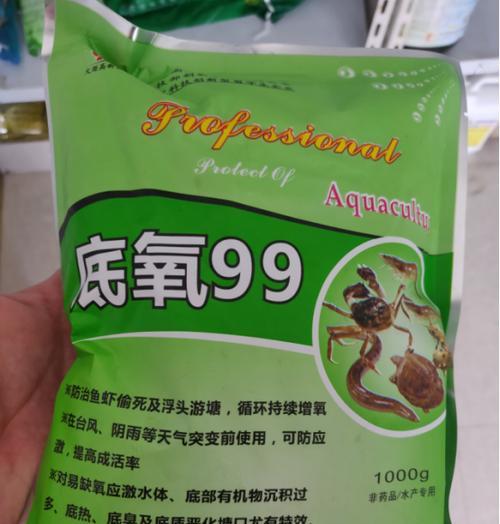 Professional
Protect Of
Aquacultur
底氧99
※防治鱼虾偷死及浮头游塘，循环持续增氧
※在台风、阴雨等天气突变前使用，可防应
激，提高成活率
※对易缺氧应激水体、底部有机物沉积过
多、底热、底臭及底质恶化塘口尤有特效。
1000g
非药品/水产专用